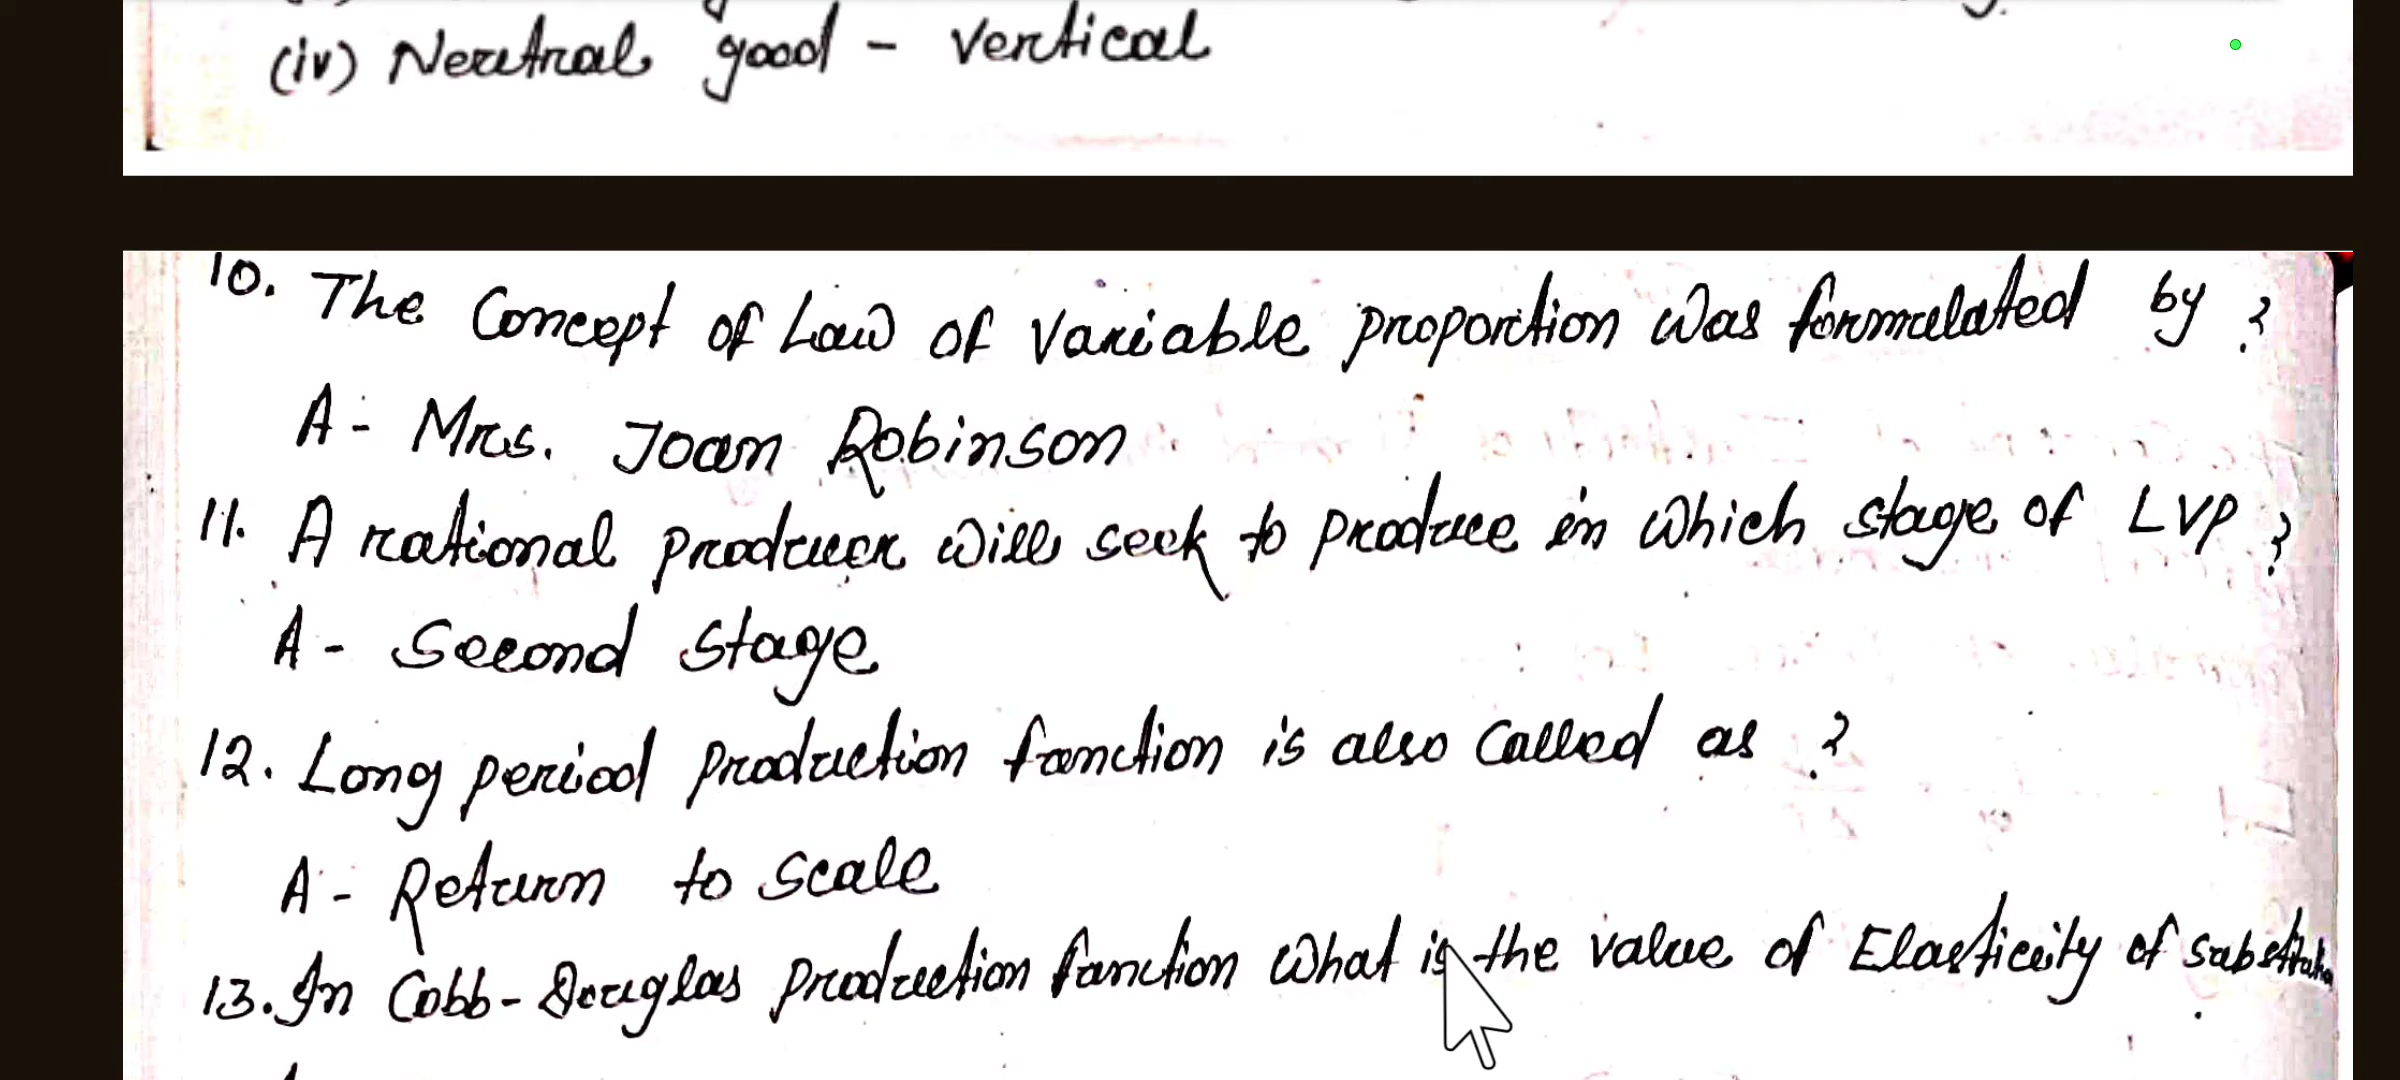 (iv) Neutral good - vertical
10. The Concept of Law of Variable proportion was formulated by ?
A - Mrs. Joan Robinson
11. A rational producer will seek to produce in which stage of LVP ?
A - Second stage
12. Long period production function is also called as ?
A - Return to scale
13. In Cobb-Douglas production function what is the value of Elasticity of